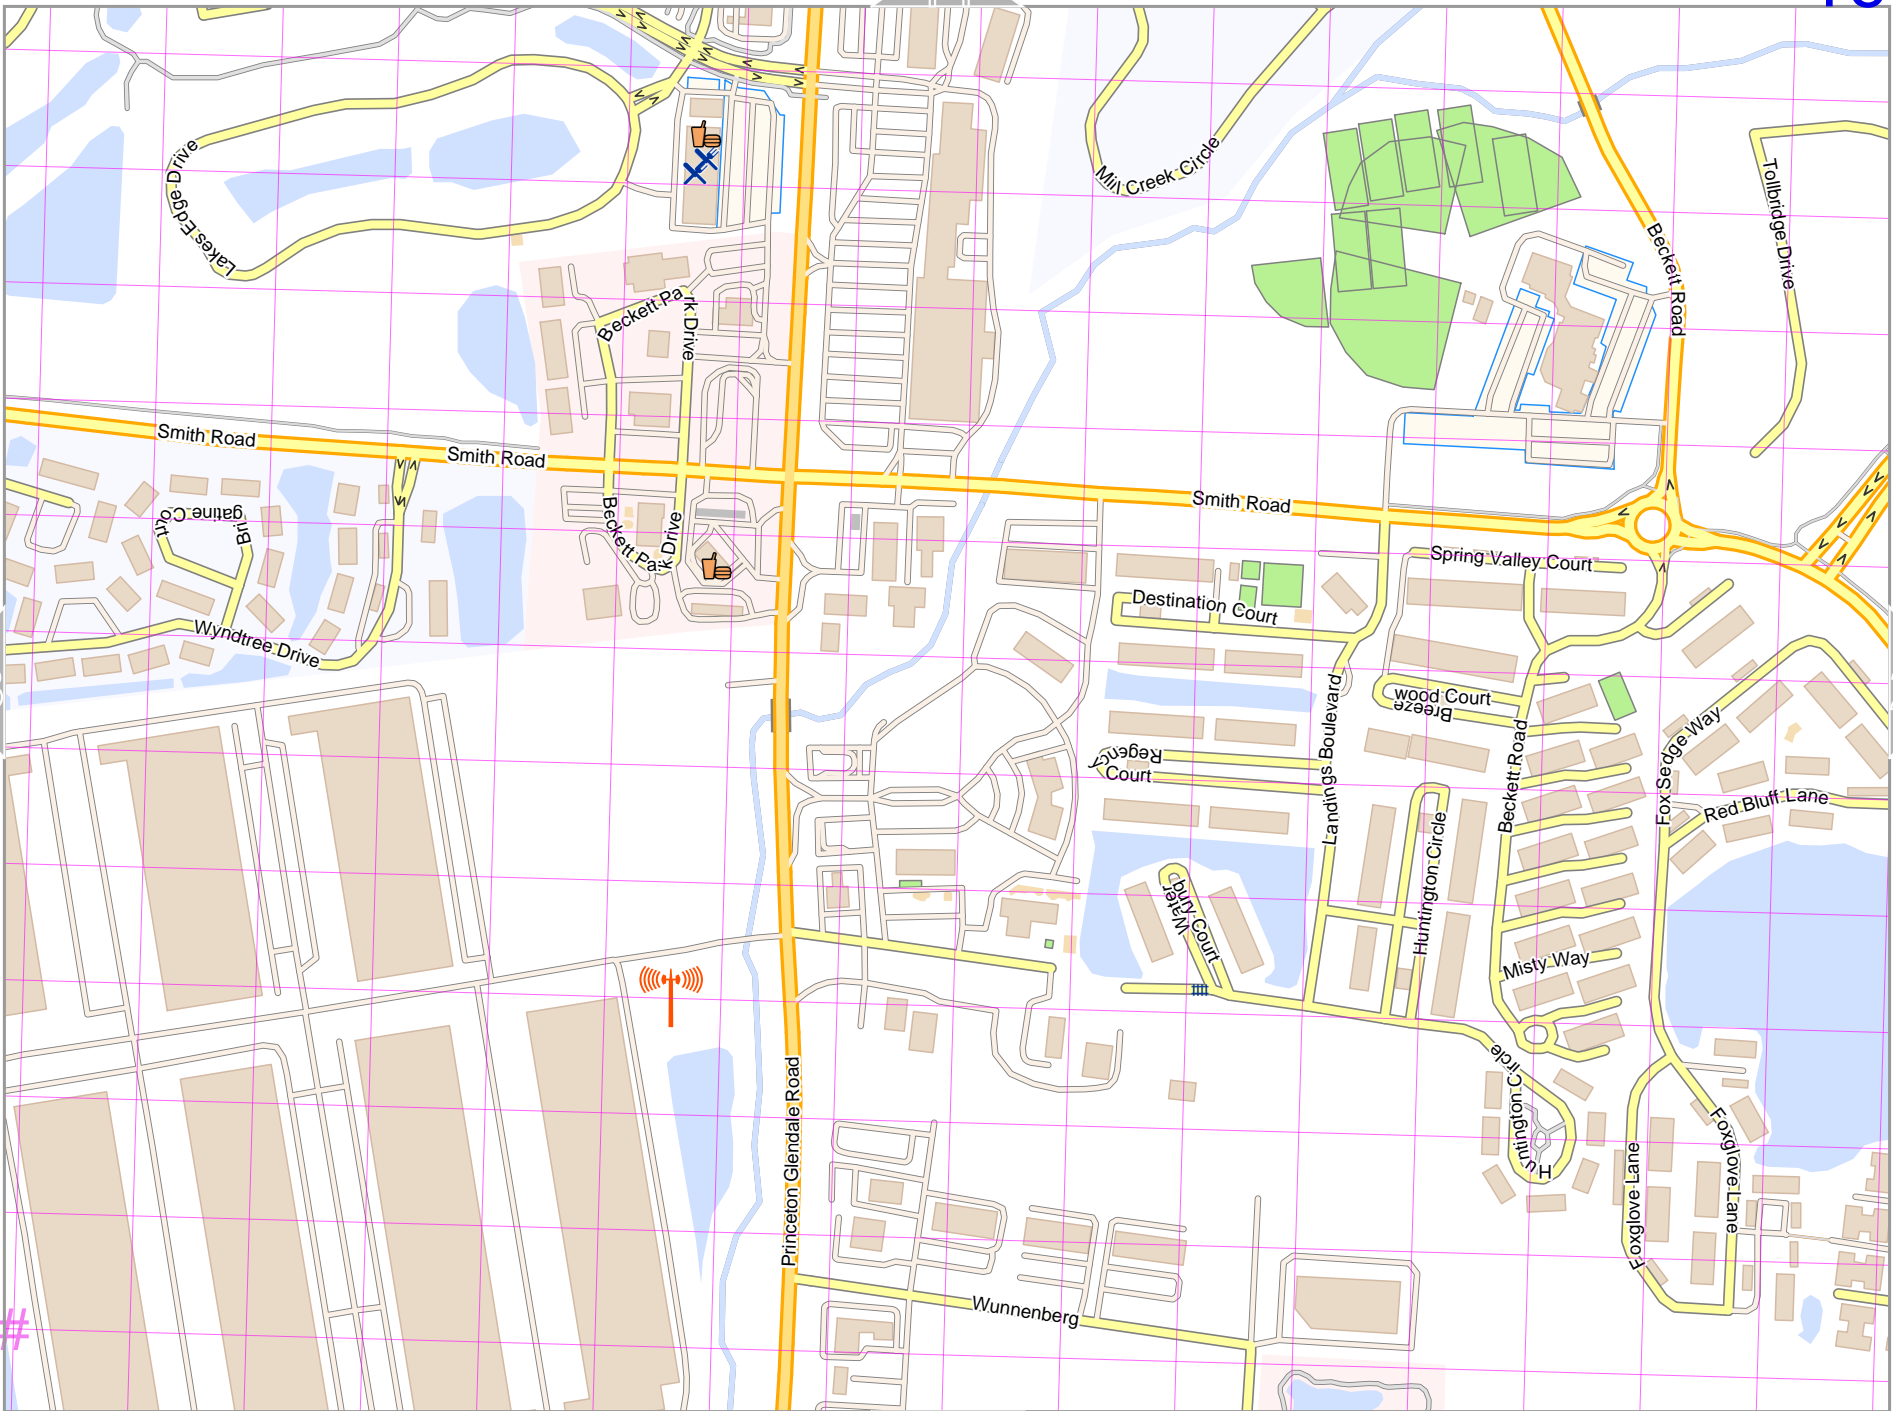 Mill Creek Circle
Lakes Edge Drive
Tollbridge Drive
Beckett Road
Beckett Park Drive
Smith Road
Smith Road
Smith Road
Brigatine Court
Beckett Park Drive
Spring Valley Court
Destination Court
Wyndtree Drive
Breezewood Court
Landings Boulevard
Regency
Court
Beckett Road
Fox Sedge Way
Red Bluff Lane
Huntington Circle
Watermark Court
Misty Way
Huntington Circle
Princeton Glendale Road
Foxglove Lane
Foxglove Lane
Wunnenberg
#